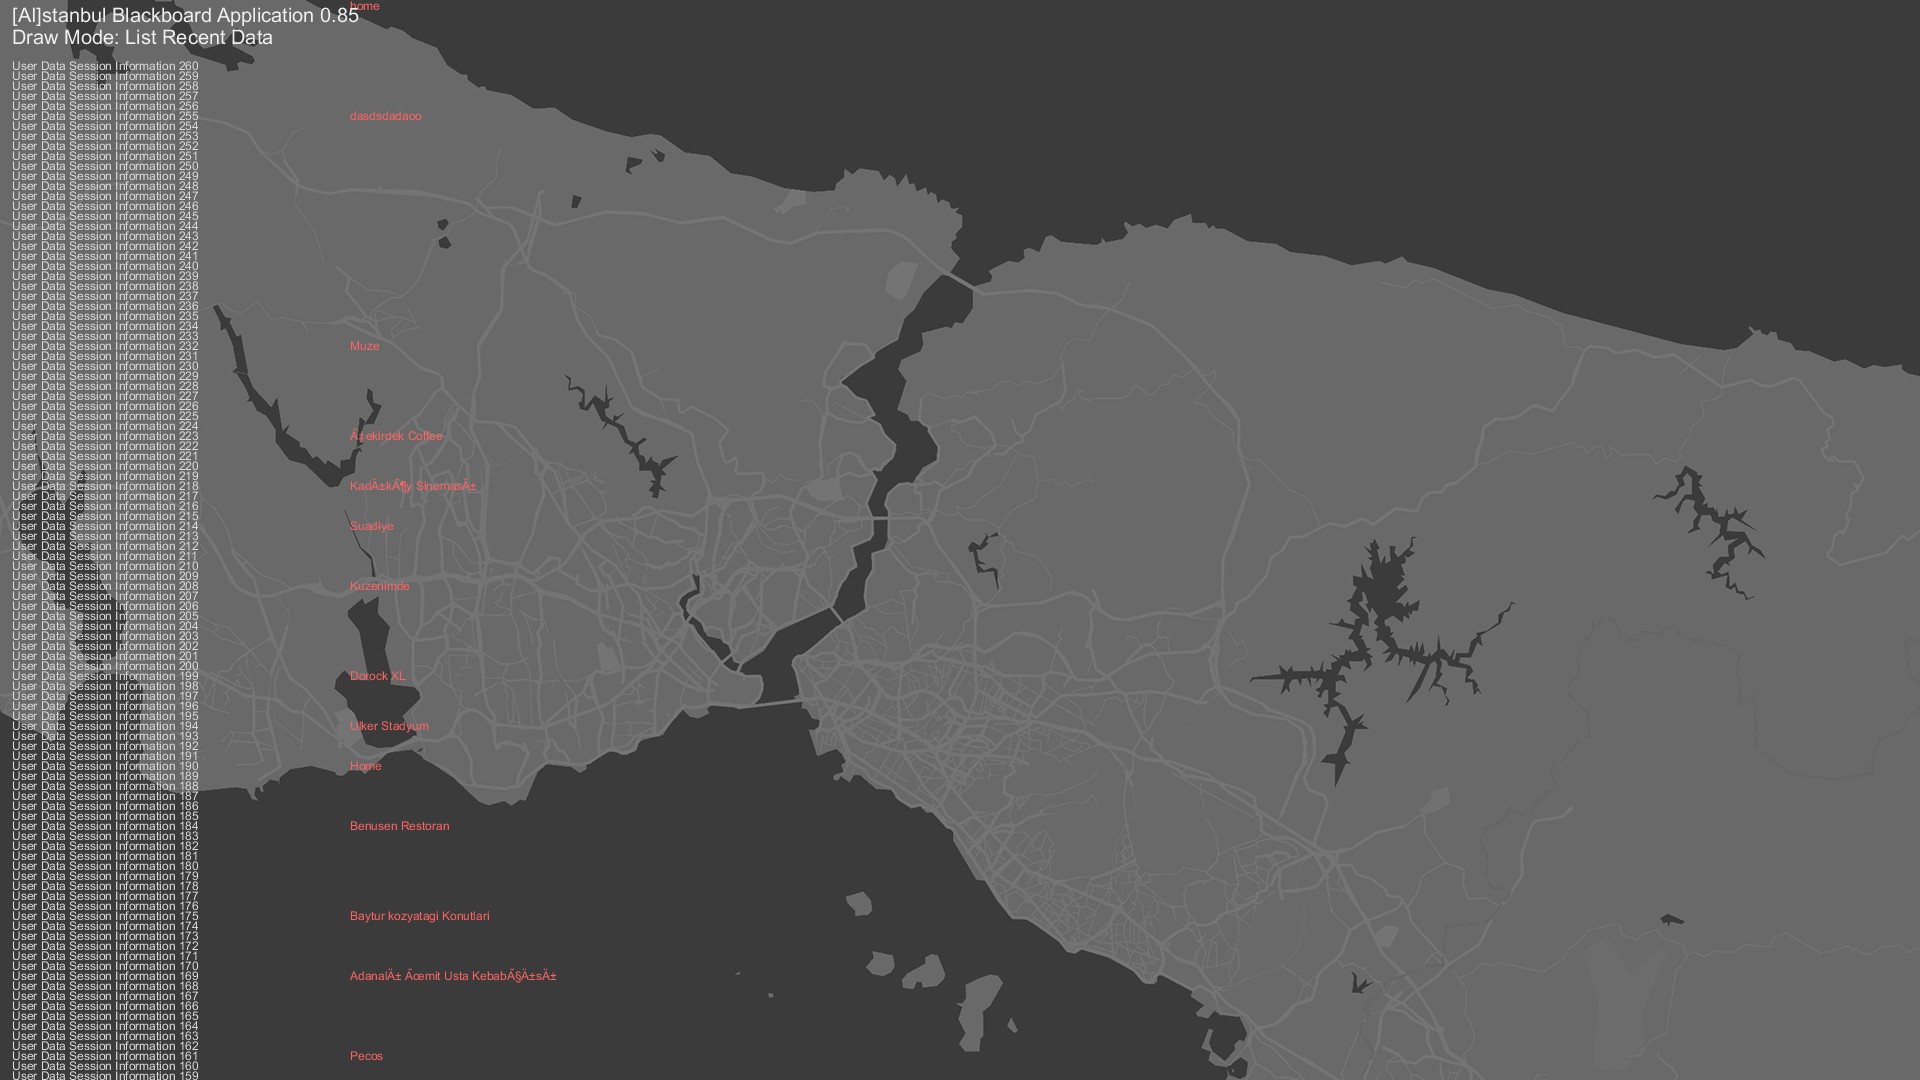 [AI]stanbul Blackboard Application 0.85
Draw Mode: List Recent Data
User Data Session Information 260
User Data Session Information 259
User Data Session Information 258
User Data Session Information 257
User Data Session Information 256
User Data Session Information 255
User Data Session Information 254
User Data Session Information 253
User Data Session Information 252
User Data Session Information 251
User Data Session Information 250
User Data Session Information 249
User Data Session Information 248
User Data Session Information 247
User Data Session Information 246
User Data Session Information 245
User Data Session Information 244
User Data Session Information 243
User Data Session Information 242
User Data Session Information 241
User Data Session Information 240
User Data Session Information 239
User Data Session Information 238
User Data Session Information 237
User Data Session Information 236
User Data Session Information 235
User Data Session Information 234
User Data Session Information 233
User Data Session Information 232
User Data Session Information 231
User Data Session Information 230
User Data Session Information 229
User Data Session Information 228
User Data Session Information 227
User Data Session Information 226
User Data Session Information 225
User Data Session Information 224
User Data Session Information 223
User Data Session Information 222
User Data Session Information 221
User Data Session Information 220
User Data Session Information 219
User Data Session Information 218
User Data Session Information 217
User Data Session Information 216
User Data Session Information 215
User Data Session Information 214
User Data Session Information 213
User Data Session Information 212
User Data Session Information 211
User Data Session Information 210
User Data Session Information 209
User Data Session Information 208
User Data Session Information 207
User Data Session Information 206
User Data Session Information 205
User Data Session Information 204
User Data Session Information 203
User Data Session Information 202
User Data Session Information 201
User Data Session Information 200
User Data Session Information 199
User Data Session Information 198
User Data Session Information 197
User Data Session Information 196
User Data Session Information 195
User Data Session Information 194
User Data Session Information 193
User Data Session Information 192
User Data Session Information 191
User Data Session Information 190
User Data Session Information 189
User Data Session Information 188
User Data Session Information 187
User Data Session Information 186
User Data Session Information 185
User Data Session Information 184
User Data Session Information 183
User Data Session Information 182
User Data Session Information 181
User Data Session Information 180
User Data Session Information 179
User Data Session Information 178
User Data Session Information 177
User Data Session Information 176
User Data Session Information 175
User Data Session Information 174
User Data Session Information 173
User Data Session Information 172
User Data Session Information 171
User Data Session Information 170
User Data Session Information 169
User Data Session Information 168
User Data Session Information 167
User Data Session Information 166
User Data Session Information 165
User Data Session Information 164
User Data Session Information 163
User Data Session Information 162
User Data Session Information 161
User Data Session Information 160
User Data Session Information 159
home
dasdsdadaoo
Muze
Ã‡ekirdek Coffee
KadÄ±kÃ¶y SinemasÄ±
Suadiye
Kuzenimde
Dorock XL
Ulker Stadyum
Home
Benusen Restoran
Baytur kozyatagi Konutlari
AdanalÄ± Ãœmit Usta KebabÃ§Ä±sÄ±
Pecos